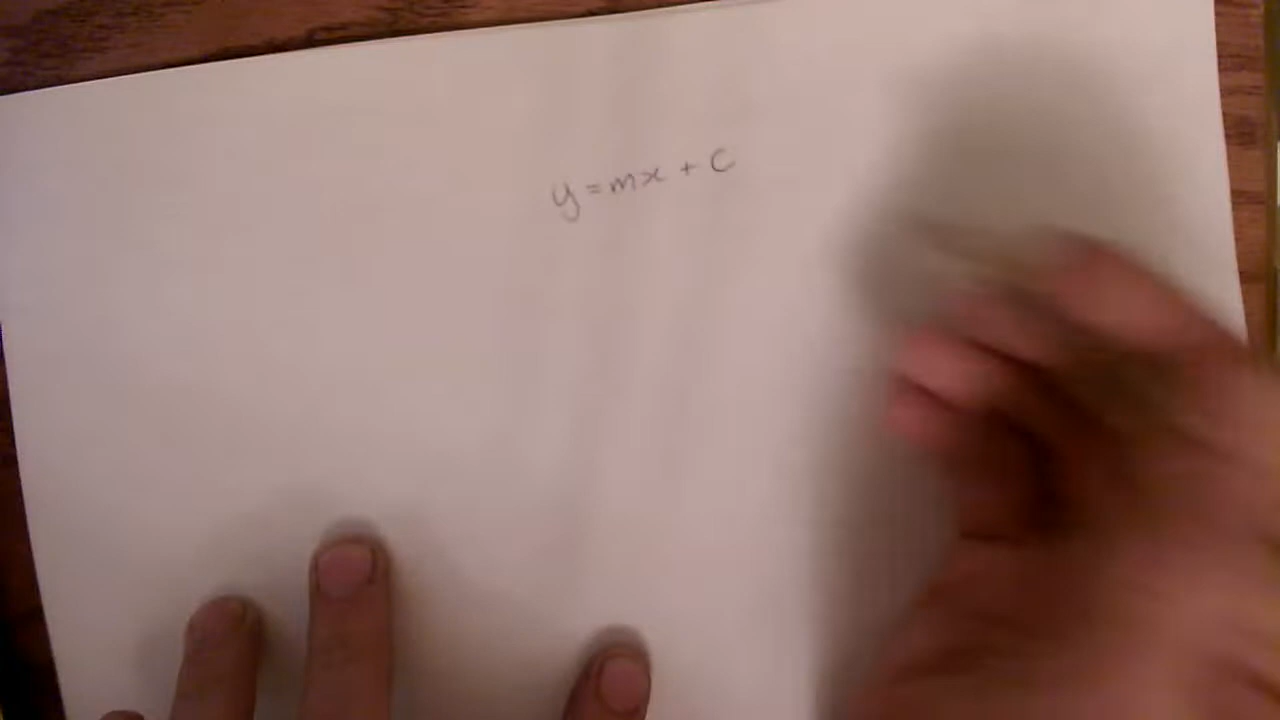 y = mx + c